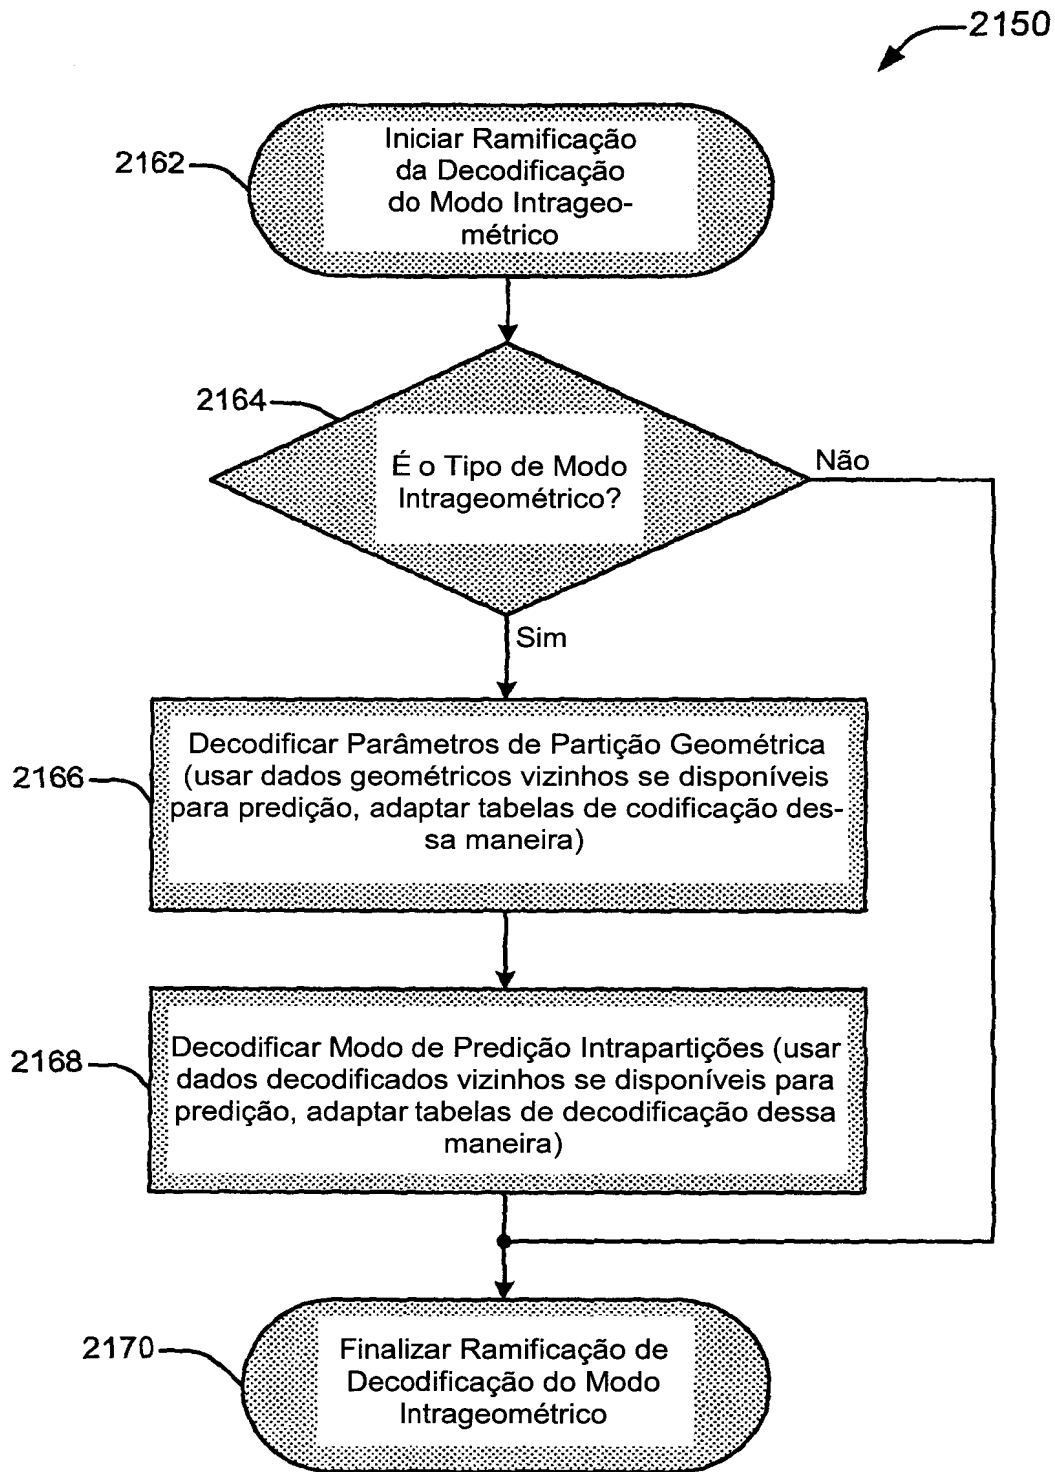 2150
2162
Iniciar Ramificação
da Decodificação
do Modo Intrageo-
métrico
2164
É o Tipo de Modo
Intrageométrico?
Não
Sim
2166
Decodificar Parâmetros de Partição Geométrica
(usar dados geométricos vizinhos se disponíveis
para predição, adaptar tabelas de codificação des-
sa maneira)
2168
Decodificar Modo de Predição Intrapartições (usar
dados decodificados vizinhos se disponíveis para
predição, adaptar tabelas de decodificação dessa
maneira)
2170
Finalizar Ramificação de
Decodificação do Modo
Intrageométrico